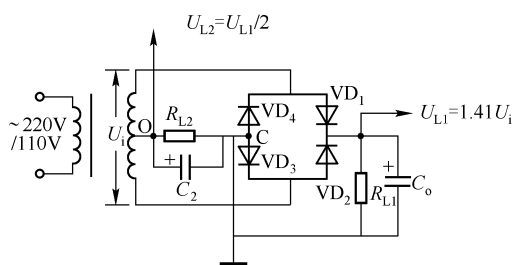 U_L2=U_L1/2
~220V
/110V
U_i
O
R_L2
+
C_2
VD_4
C
VD_3
VD_1
VD_2
U_L1=1.41U_i
R_L1
+
C_o